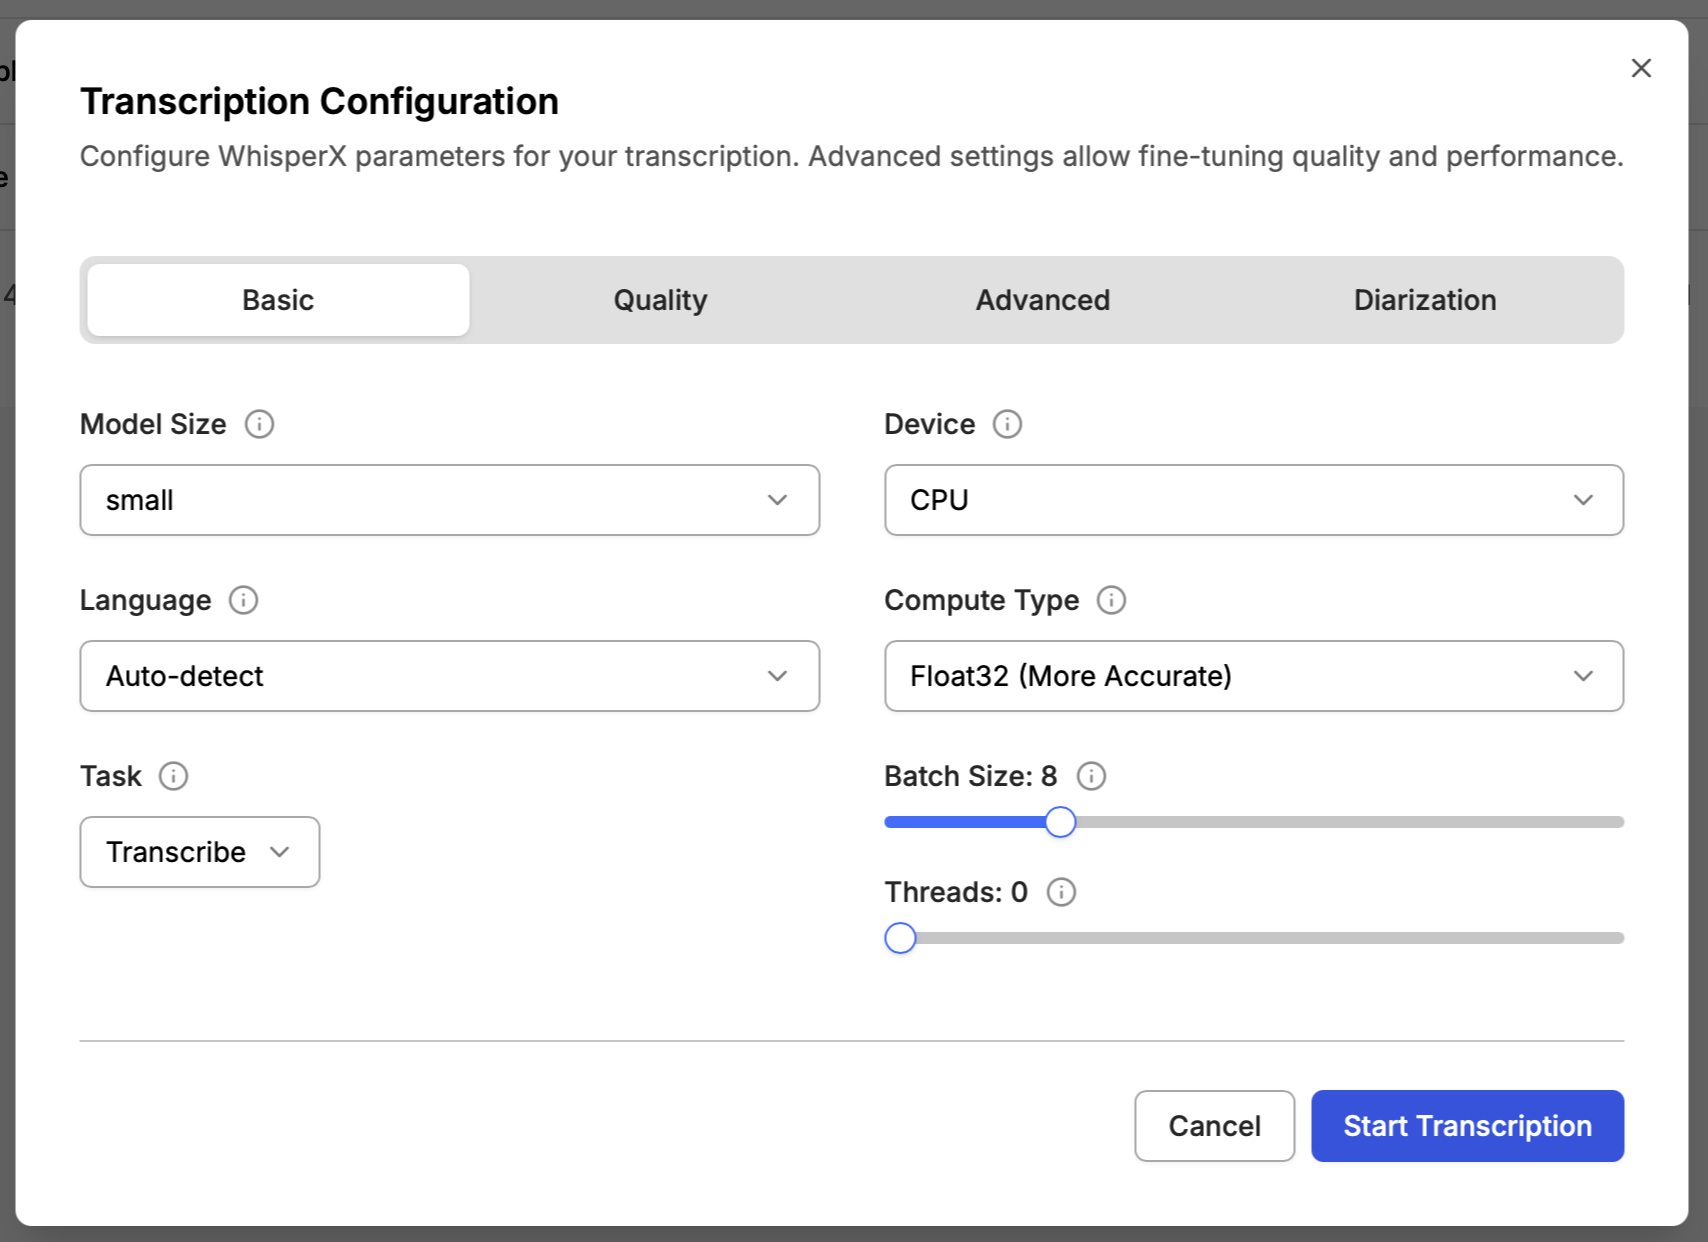 Transcription Configuration
Configure WhisperX parameters for your transcription. Advanced settings allow fine-tuning quality and performance.
Basic
Quality
Advanced
Diarization
Model Size
small
Device
CPU
Language
Auto-detect
Compute Type
Float32 (More Accurate)
Task
Transcribe
Batch Size: 8
Threads: 0
Cancel
Start Transcription